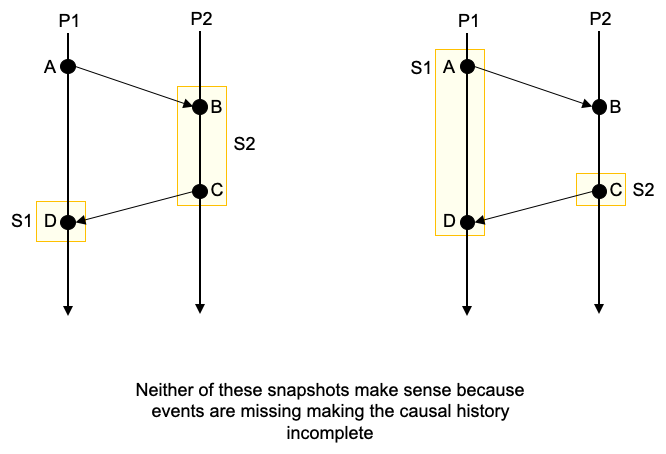 P1
P2
A
B
S2
C
S1
D
P1
P2
S1
A
B
C
S2
D
Neither of these snapshots make sense because
events are missing making the causal history
incomplete